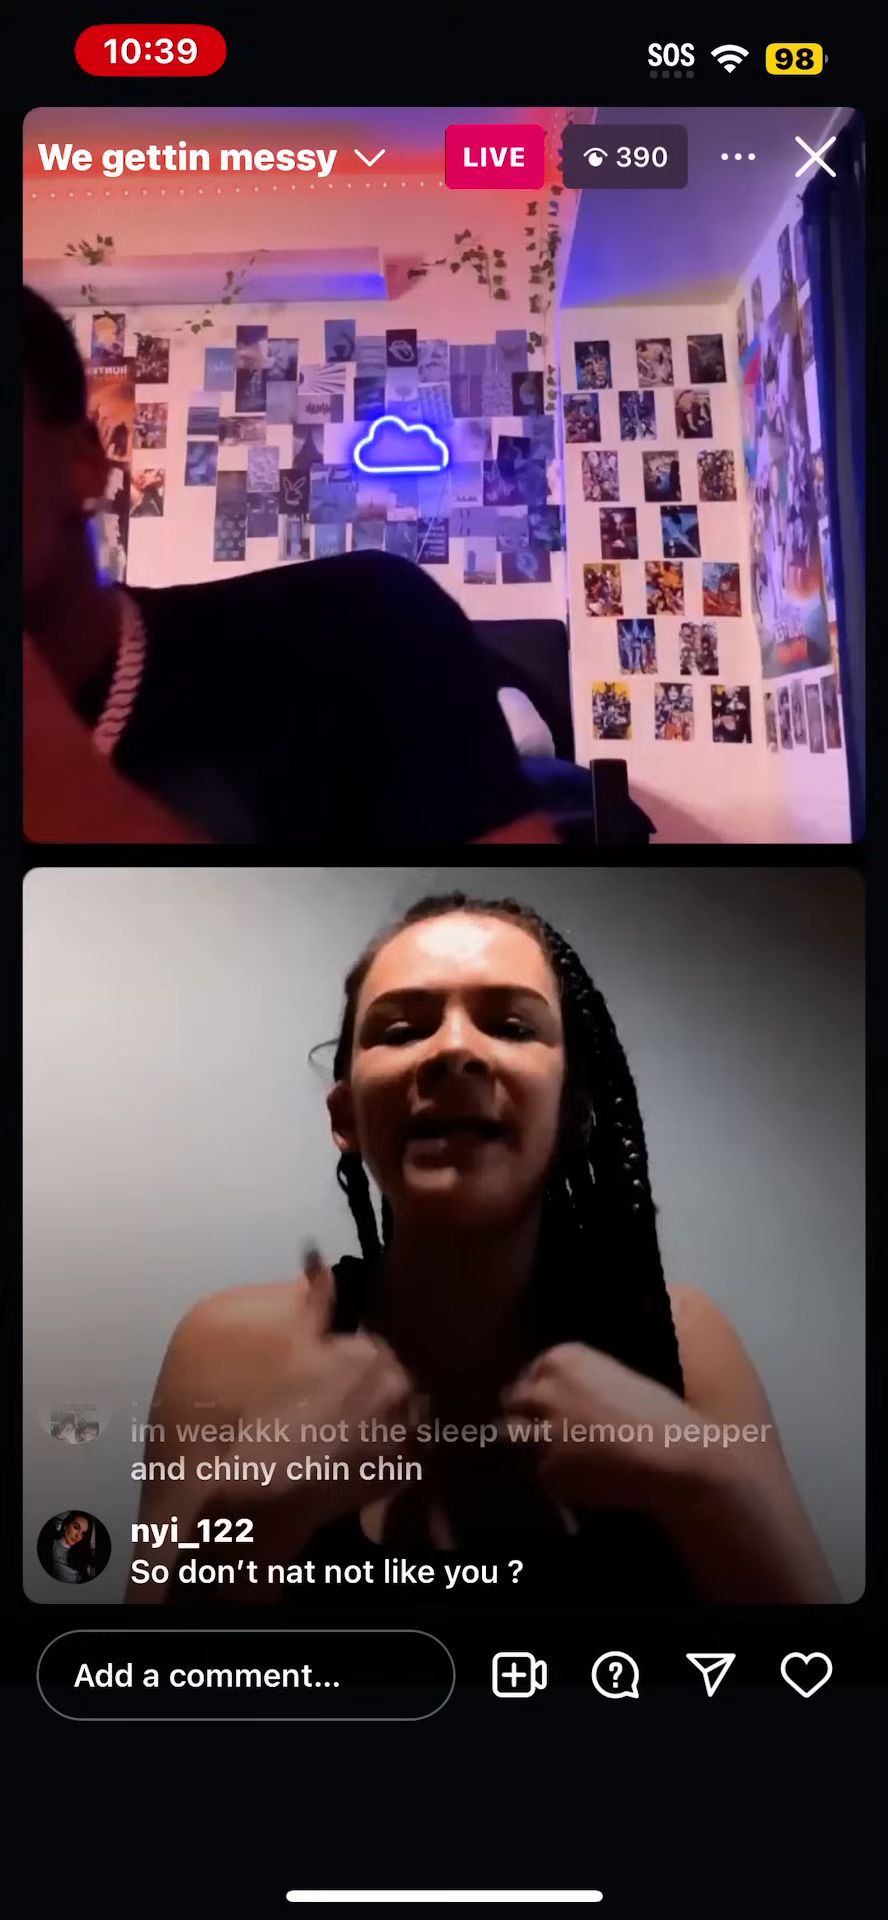 10:39
SOS
98
We gettin messy
LIVE
390
im weakkk not the sleep wit lemon pepper
and chiny chin chin
nyi_122
So don’t nat not like you ?
Add a comment...